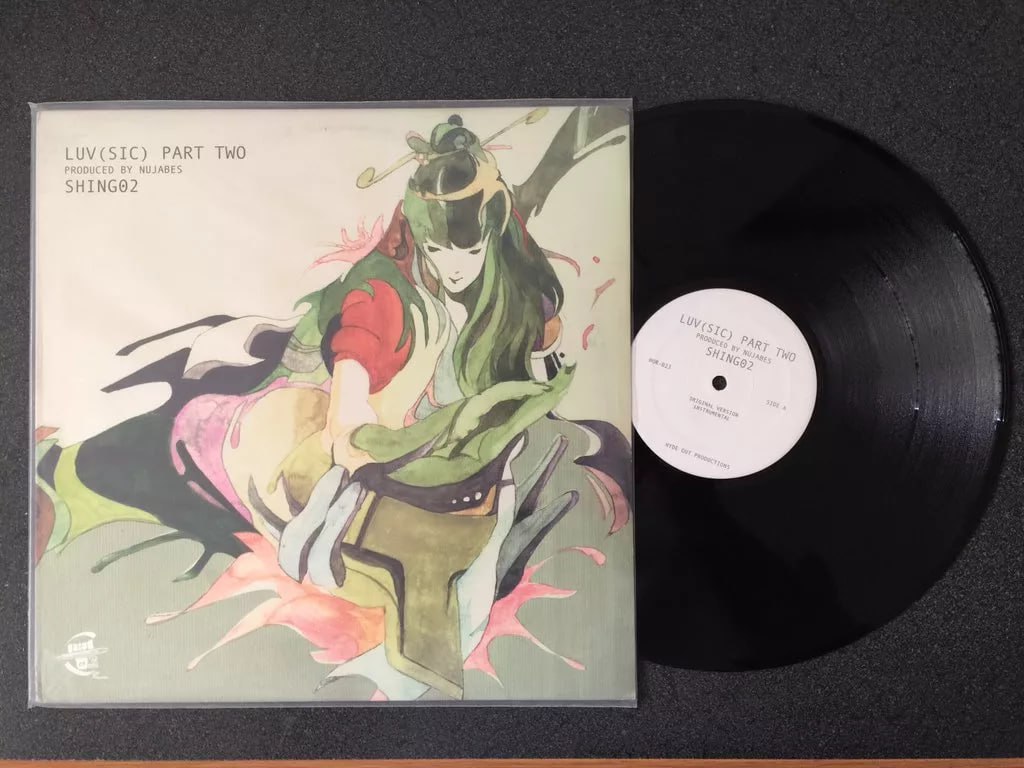 LUV(SIC) PART TWO
PRODUCED BY NUJABES
SHING02
LUV(SIC) PART TWO
PRODUCED BY NUJABES
SHING02
SIDE A
ORIGINAL VERSION
INSTRUMENTAL
HYDE OUT PRODUCTIONS